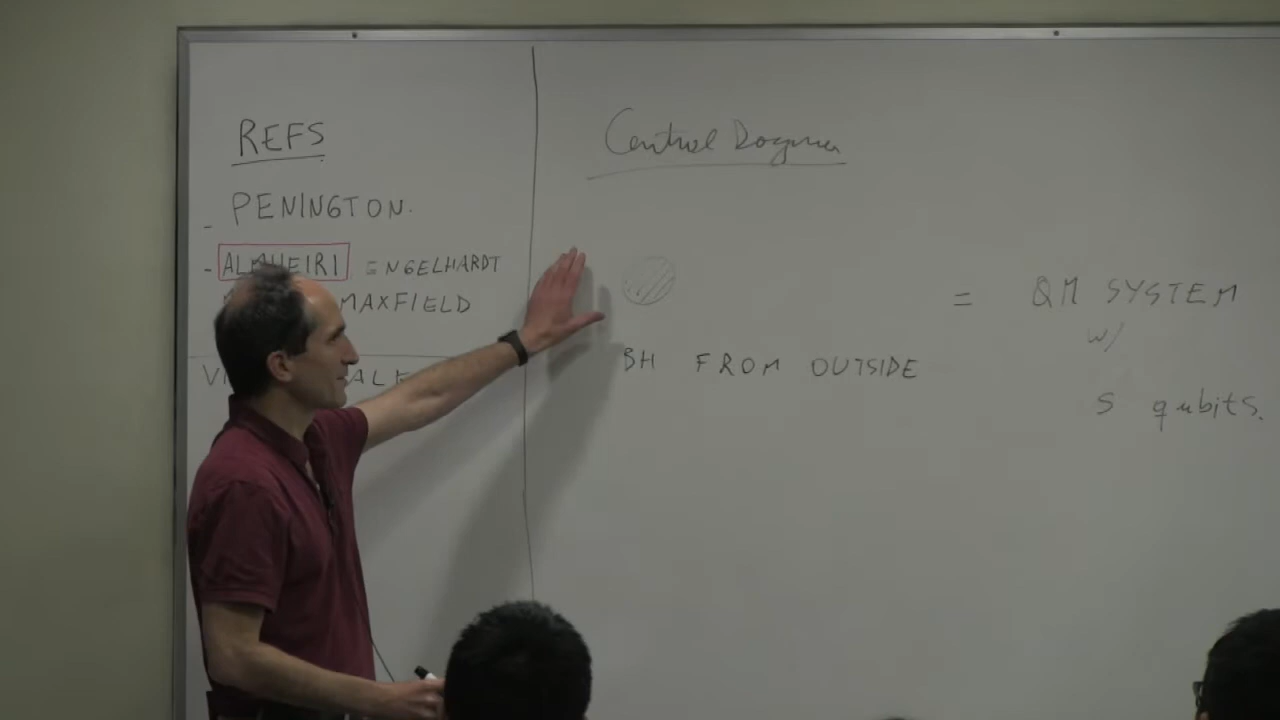 REFS
- PENINGTON.
- ENGELHARDT
MAXFIELD
Central Dogma
BH FROM OUTSIDE
= QM SYSTEM
w/
S qubits.